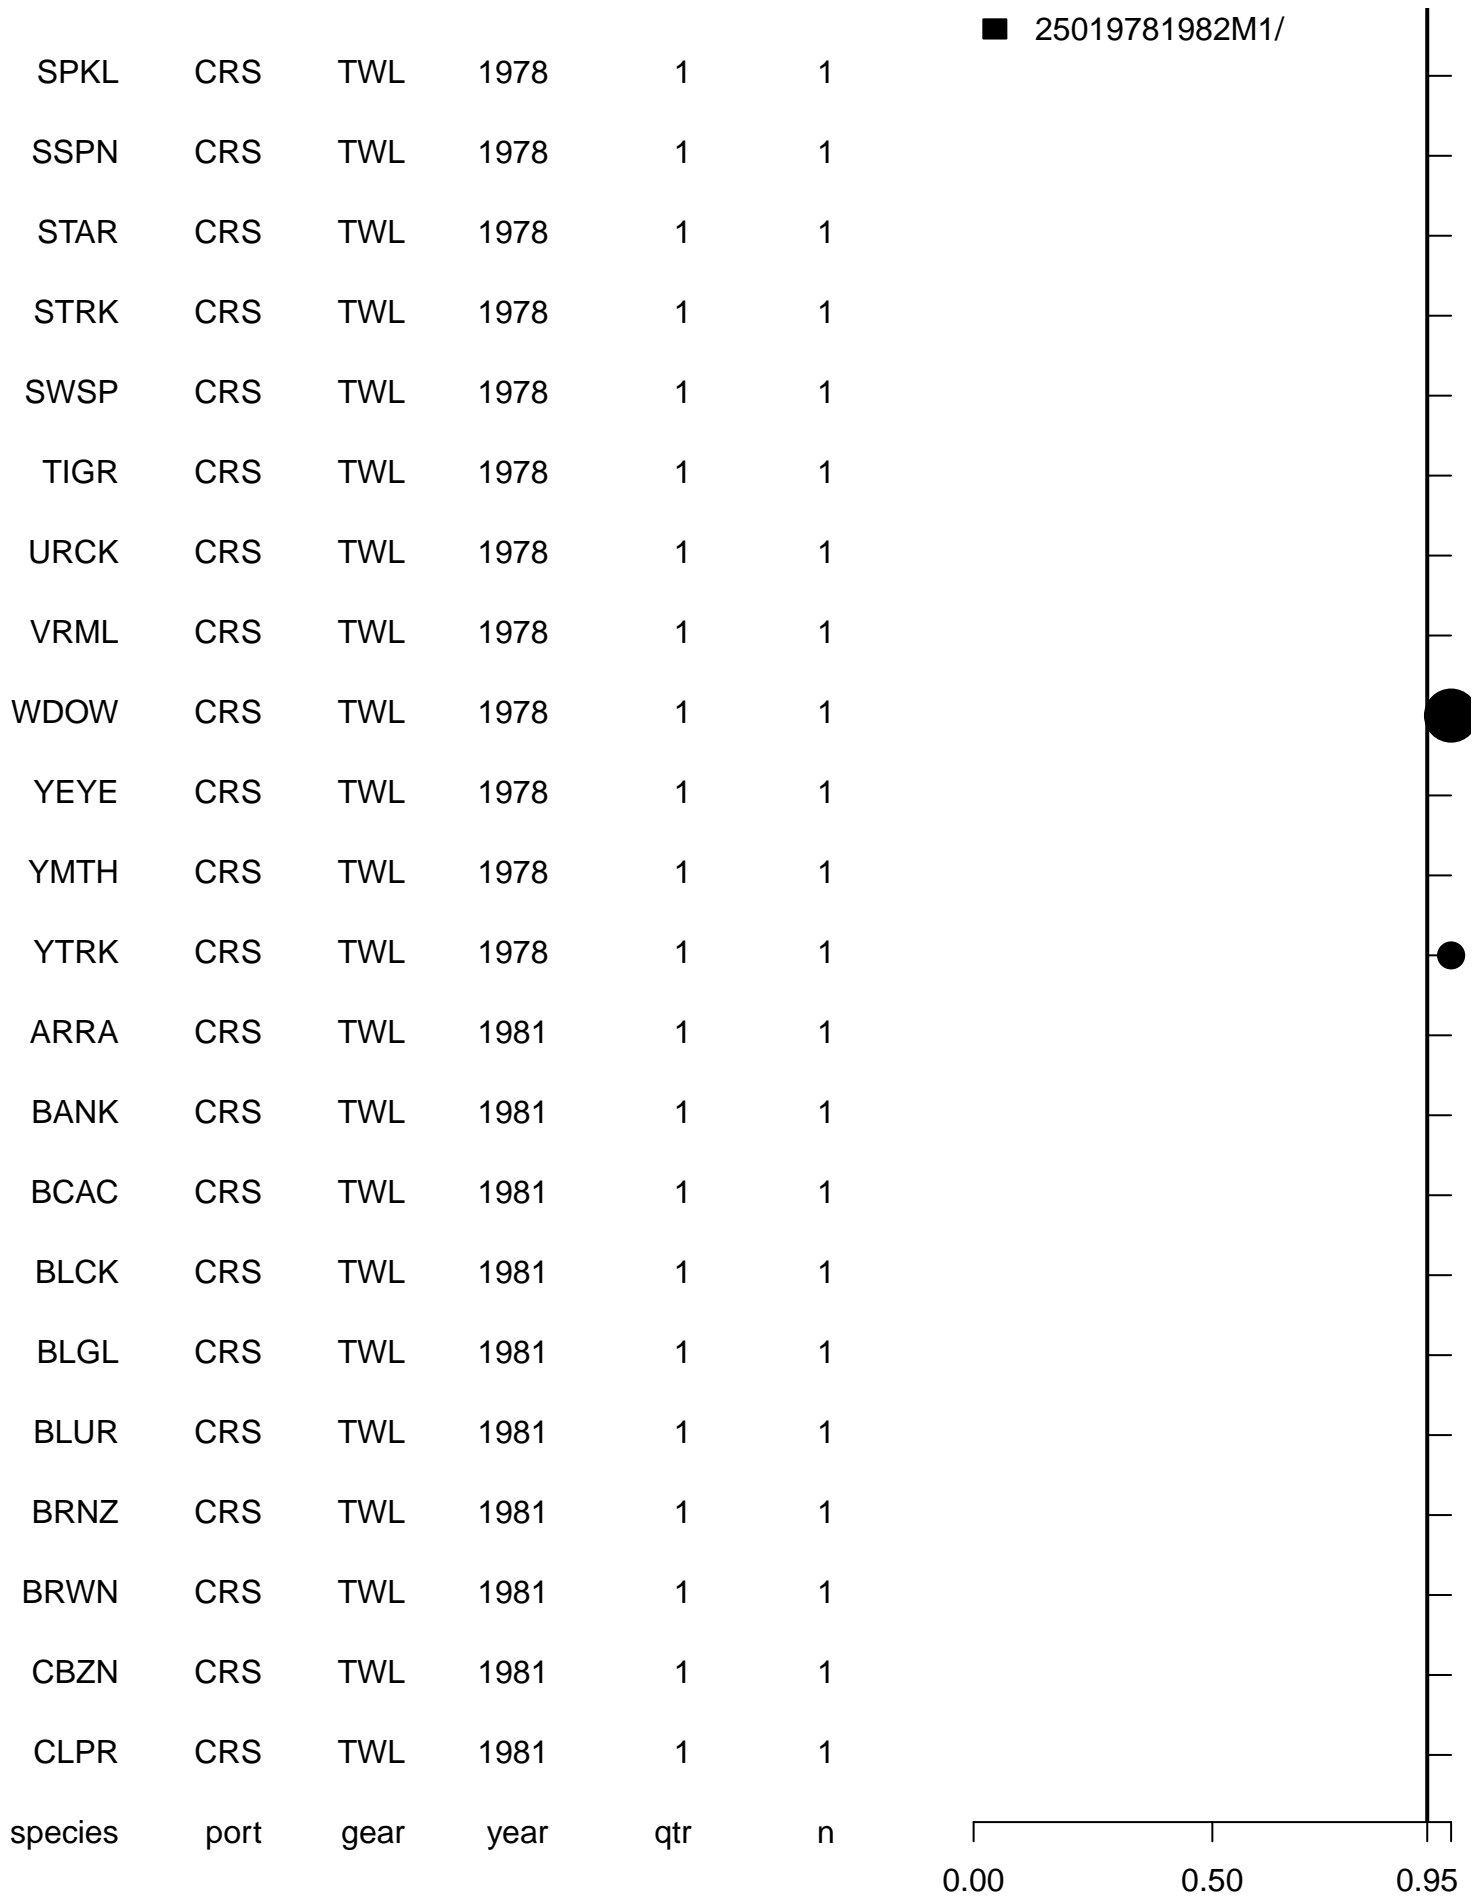 25019781982M1/
SPKL CRS TWL 1978 1 1
SSPN CRS TWL 1978 1 1
STAR CRS TWL 1978 1 1
STRK CRS TWL 1978 1 1
SWSP CRS TWL 1978 1 1
TIGR CRS TWL 1978 1 1
URCK CRS TWL 1978 1 1
VRML CRS TWL 1978 1 1
WDOW CRS TWL 1978 1 1
YEYE CRS TWL 1978 1 1
YMTH CRS TWL 1978 1 1
YTRK CRS TWL 1978 1 1
ARRA CRS TWL 1981 1 1
BANK CRS TWL 1981 1 1
BCAC CRS TWL 1981 1 1
BLCK CRS TWL 1981 1 1
BLGL CRS TWL 1981 1 1
BLUR CRS TWL 1981 1 1
BRNZ CRS TWL 1981 1 1
BRWN CRS TWL 1981 1 1
CBZN CRS TWL 1981 1 1
CLPR CRS TWL 1981 1 1
species port gear year qtr n
0.00 0.50 0.95